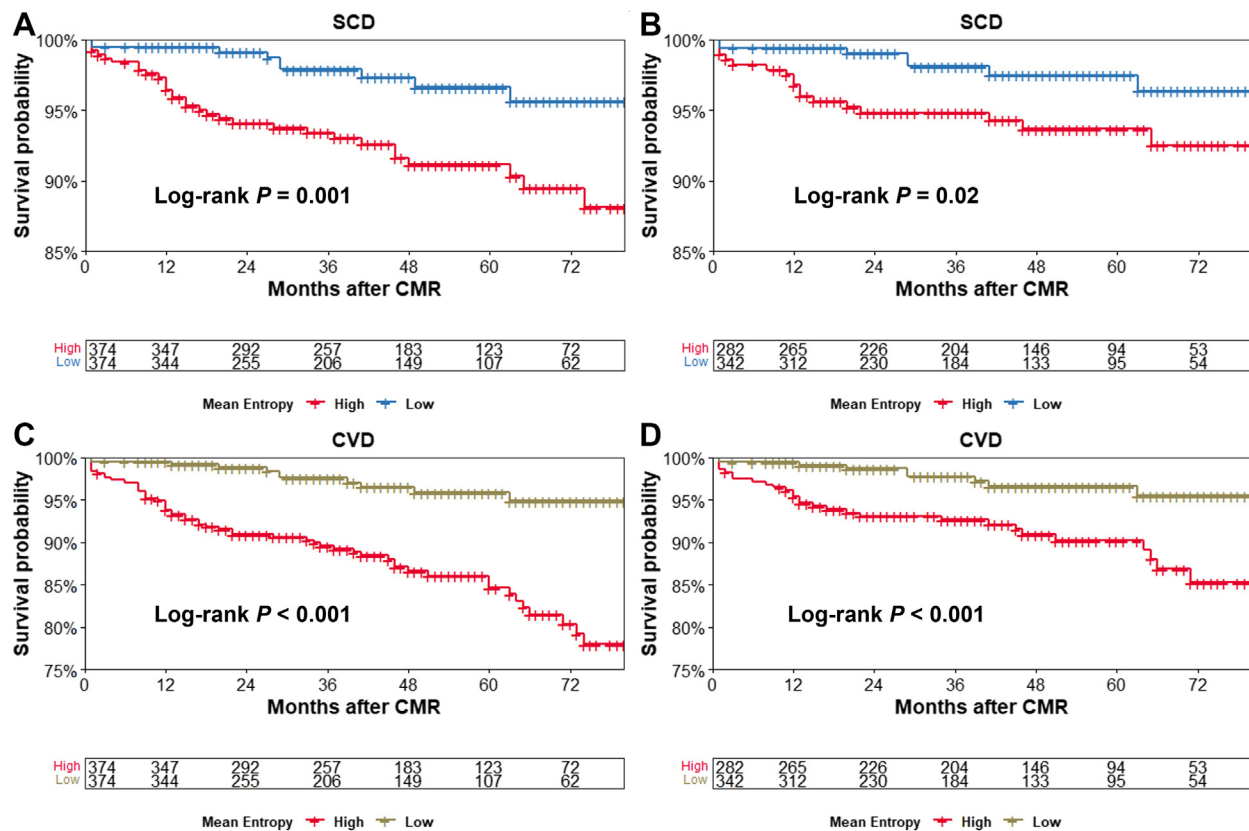 A
SCD
Survival probability
100%
95%
90%
85%
Log-rank P = 0.001
0 12 24 36 48 60 72
Months after CMR
High 374 347 292 257 183 123 72
Low 374 344 255 206 149 107 62
Mean Entropy High Low
B
SCD
Survival probability
100%
95%
90%
85%
Log-rank P = 0.02
0 12 24 36 48 60 72
Months after CMR
High 282 265 226 204 146 94 53
Low 342 312 230 184 133 95 54
Mean Entropy High Low
C
CVD
Survival probability
100%
95%
90%
85%
80%
75%
Log-rank P < 0.001
0 12 24 36 48 60 72
Months after CMR
High 374 347 292 257 183 123 72
Low 374 344 255 206 149 107 62
Mean Entropy High Low
D
CVD
Survival probability
100%
95%
90%
85%
80%
75%
Log-rank P < 0.001
0 12 24 36 48 60 72
Months after CMR
High 282 265 226 204 146 94 53
Low 342 312 230 184 133 95 54
Mean Entropy High Low